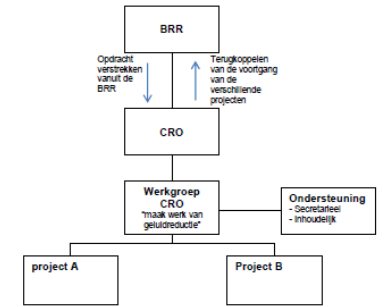 BRR
Opdracht
verstrekken
vanuit de
BRR
Terugkoppelen
van de voortgang
van de
verschillende
projecten
CRO
Werkgroep
CRO
"maak werk van
geluidreductie"
Ondersteuning
- Secretarieel
- Inhoudelijk
project A
Project B